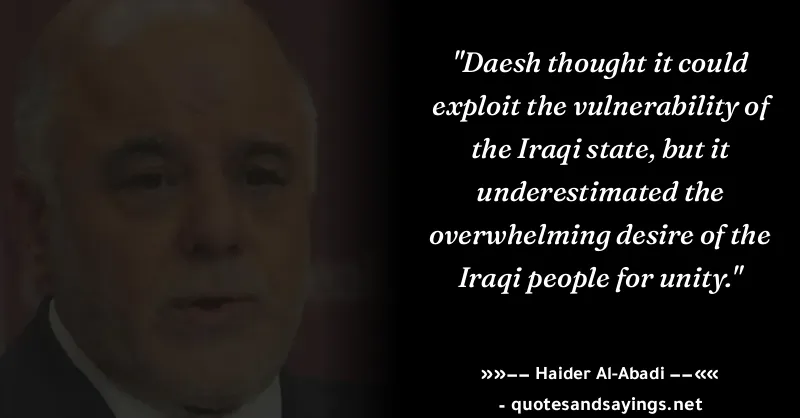 "Daesh thought it could
exploit the vulnerability of
the Iraqi state, but it
underestimated the
overwhelming desire of the
Iraqi people for unity."
»»−− Haider Al-Abadi −−««
- quotesandsayings.net